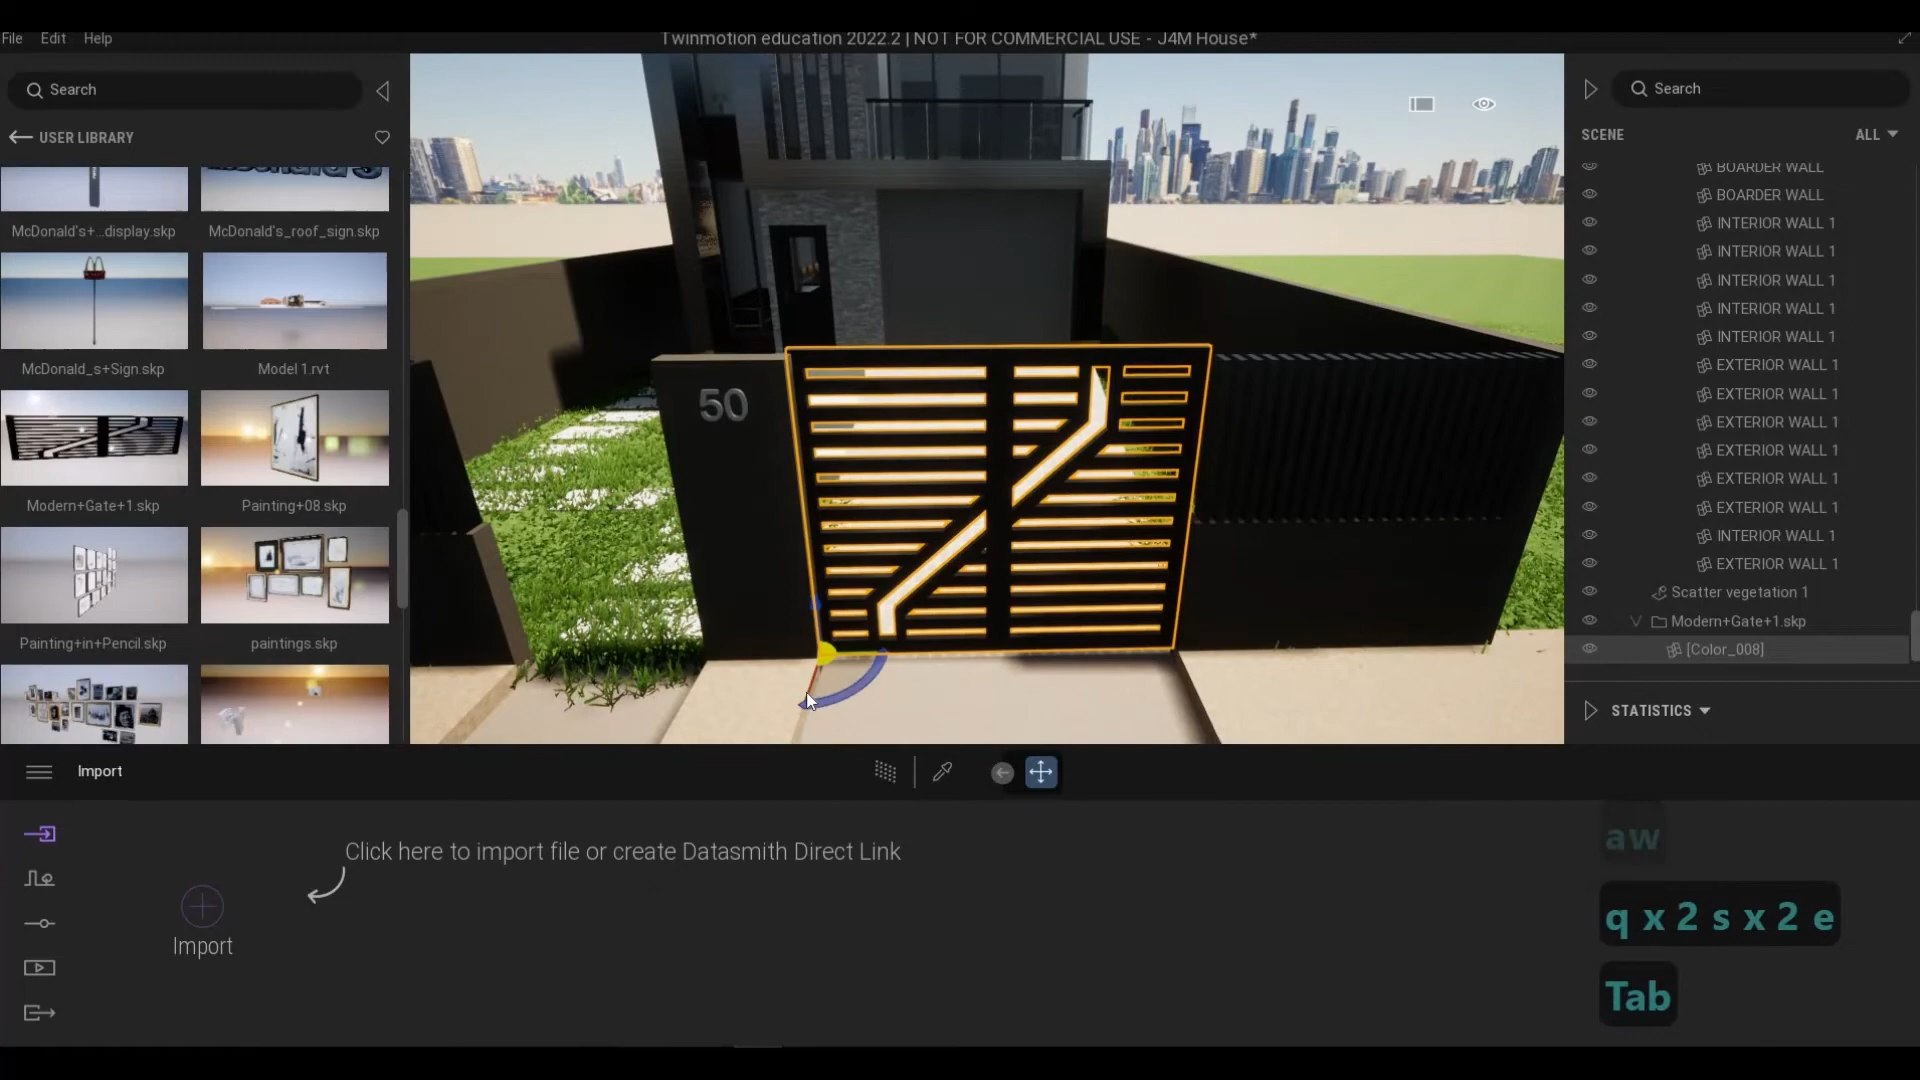 File Edit Help
Twinmotion education 2022.2 | NOT FOR COMMERCIAL USE - J4M House*
Search
Search
USER LIBRARY
SCENE
ALL
McDonald's+...display.skp
McDonald's_roof_sign.skp
McDonald_s+Sign.skp
Model 1.rvt
Modern+Gate+1.skp
Painting+08.skp
Painting+in+Pencil.skp
paintings.skp
50
BOARDER WALL
BOARDER WALL
INTERIOR WALL 1
INTERIOR WALL 1
INTERIOR WALL 1
INTERIOR WALL 1
INTERIOR WALL 1
EXTERIOR WALL 1
EXTERIOR WALL 1
EXTERIOR WALL 1
EXTERIOR WALL 1
EXTERIOR WALL 1
EXTERIOR WALL 1
INTERIOR WALL 1
EXTERIOR WALL 1
Scatter vegetation 1
Modern+Gate+1.skp
[Color_008]
STATISTICS
Import
Click here to import file or create Datasmith Direct Link
Import
aw
q x 2 s x 2 e
Tab